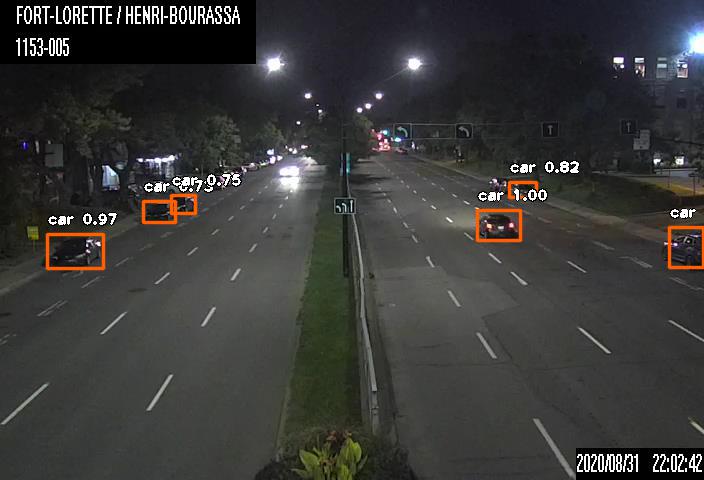 FORT-LORETTE / HENRI-BOURASSA
1153-005
car 0.82
car 0.75
car
car 1.00
car
car 0.97
2020/08/31 22:02:42